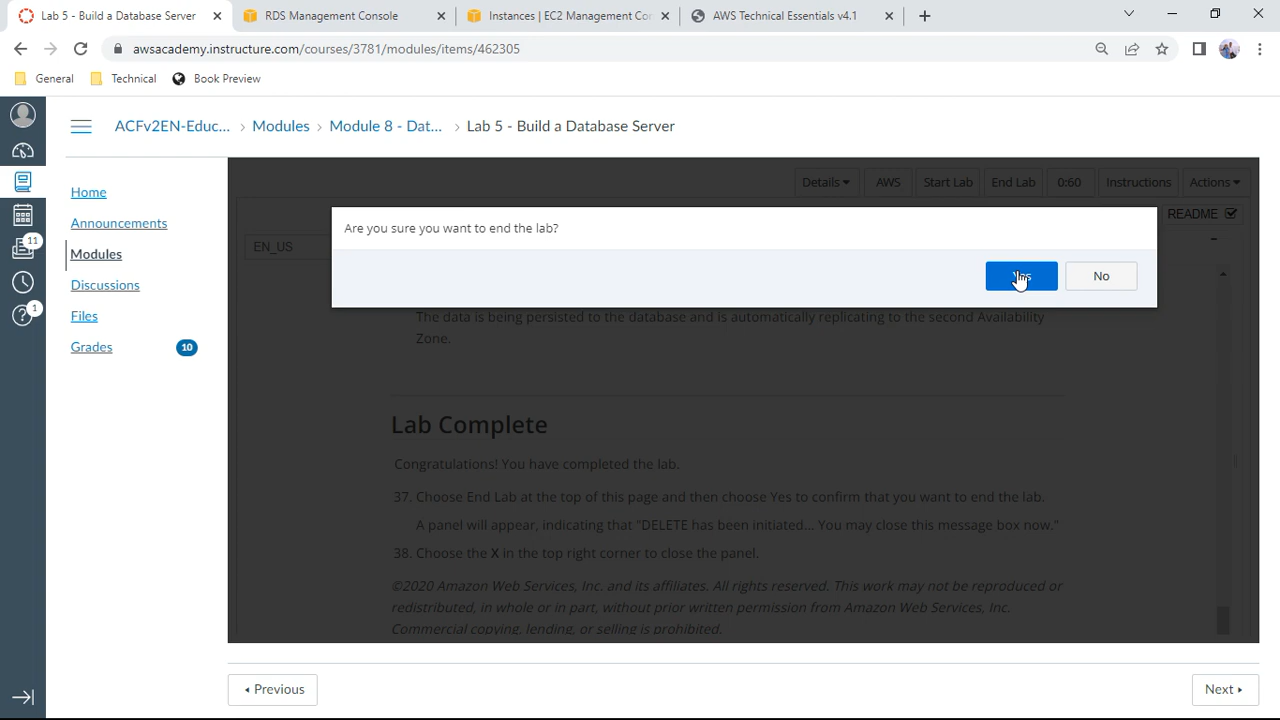 Lab 5 - Build a Database Server
RDS Management Console
Instances | EC2 Management Con
AWS Technical Essentials v4.1
awsacademy.instructure.com/courses/3781/modules/items/462305
General
Technical
Book Preview
ACFv2EN-Educ... › Modules › Module 8 - Dat... › Lab 5 - Build a Database Server
Home
Announcements
Modules
Discussions
Files
Grades
10
11
1
Details
AWS
Start Lab
End Lab
0:60
Instructions
Actions
README
EN_US
Are you sure you want to end the lab?
Yes
No
The data is being persisted to the database and is automatically replicating to the second Availability
Zone.
Lab Complete
Congratulations! You have completed the lab.
37. Choose End Lab at the top of this page and then choose Yes to confirm that you want to end the lab.
A panel will appear, indicating that "DELETE has been initiated... You may close this message box now."
38. Choose the X in the top right corner to close the panel.
©2020 Amazon Web Services, Inc. and its affiliates. All rights reserved. This work may not be reproduced or
redistributed, in whole or in part, without prior written permission from Amazon Web Services, Inc.
Commercial copying, lending, or selling is prohibited.
Previous
Next